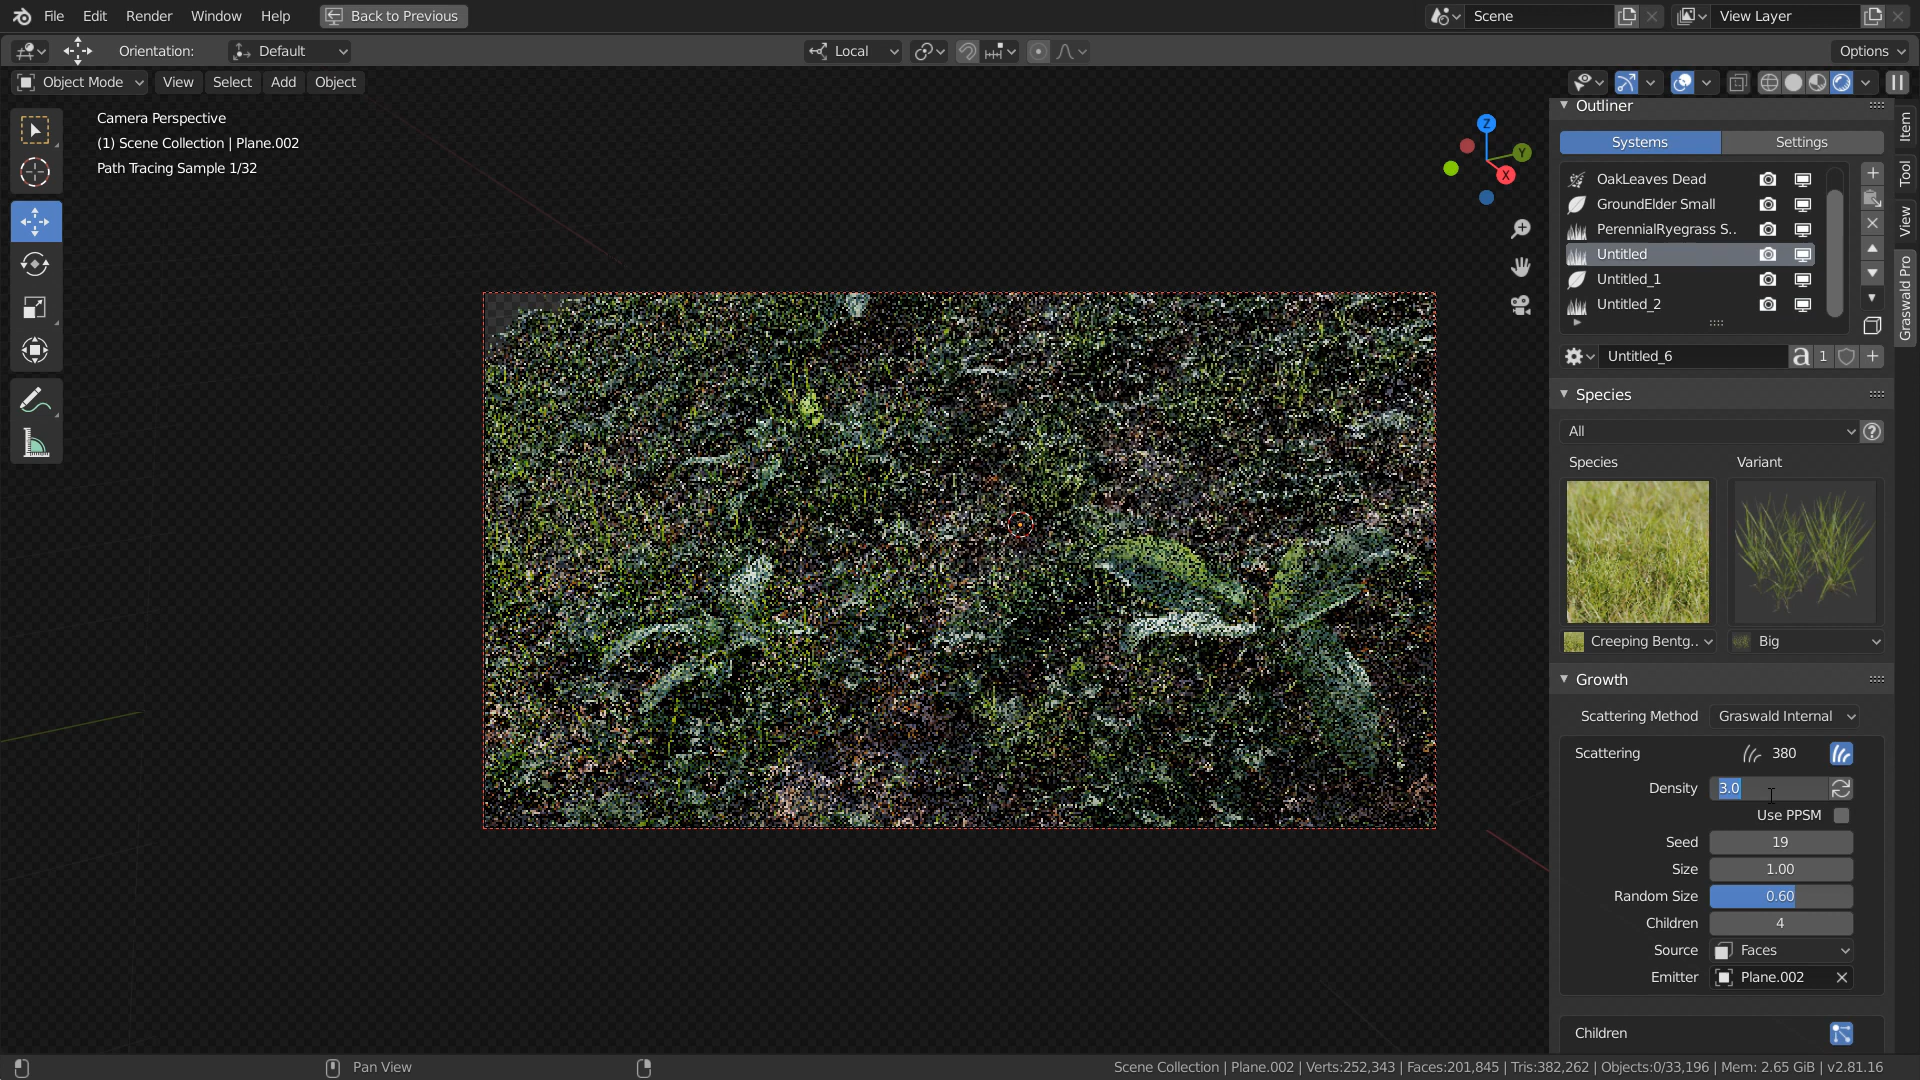 File Edit Render Window Help Back to Previous Scene View Layer
Orientation: Default Local Options
Object Mode View Select Add Object
Camera Perspective
(1) Scene Collection | Plane.002
Path Tracing Sample 1/32
Z
Y
X
Outliner
Systems Settings
OakLeaves Dead
GroundElder Small
PerennialRyegrass S..
Untitled
Untitled_1
Untitled_2
Untitled_6 a 1
Species
All
Species Variant
Creeping Bentg.. Big
Growth
Scattering Method Graswald Internal
Scattering 380
Density 3.0
Use PPSM
Seed 19
Size 1.00
Random Size 0.60
Children 4
Source Faces
Emitter Plane.002
Children
Item
Tool
View
Graswald Pro
Pan View
Scene Collection | Plane.002 | Verts:252,343 | Faces:201,845 | Tris:382,262 | Objects:0/33,196 | Mem: 2.65 GiB | v2.81.16